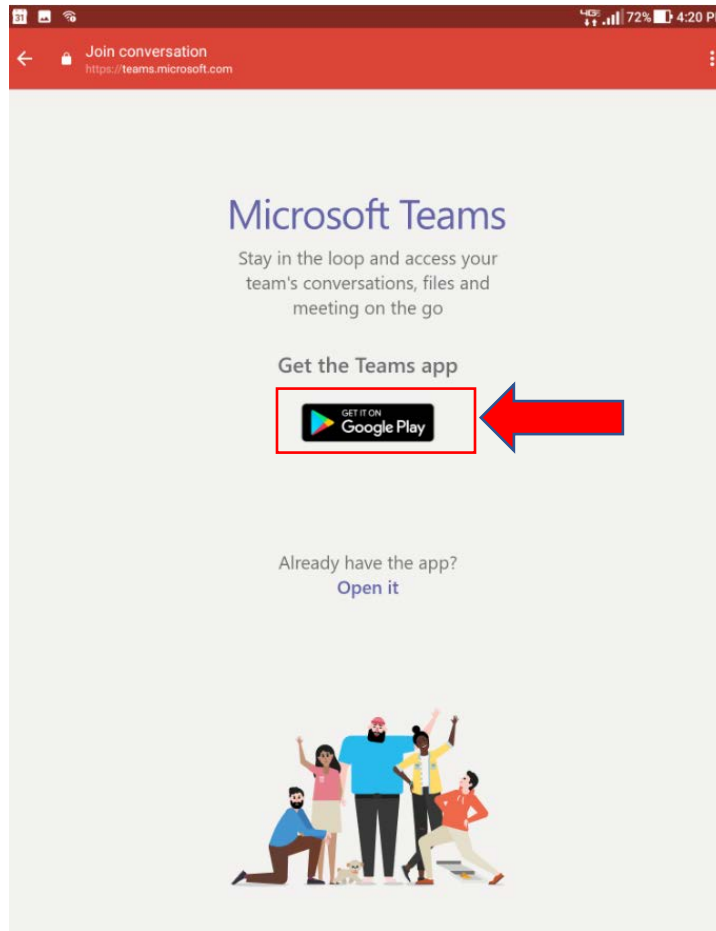 31 4G 72% 4:20 P
Join conversation
https://teams.microsoft.com
Microsoft Teams
Stay in the loop and access your
team's conversations, files and
meeting on the go
Get the Teams app
GET IT ON
Google Play
Already have the app?
Open it